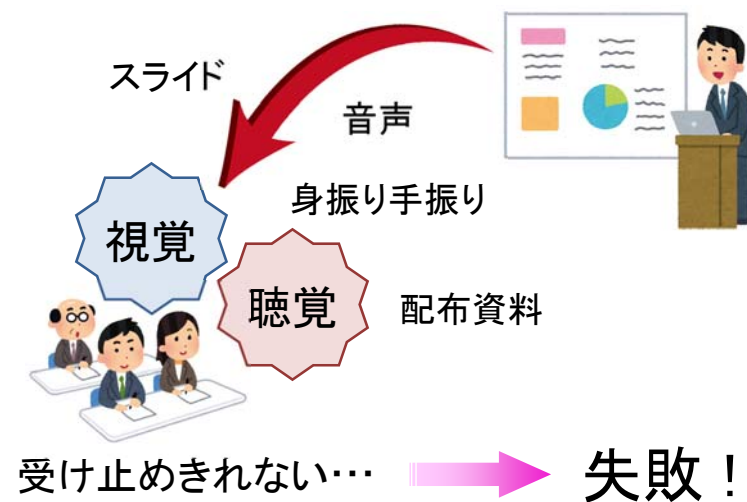 スライド
音声
身振り手振り
視覚
聴覚
配布資料
受け止めきれない…
失敗！